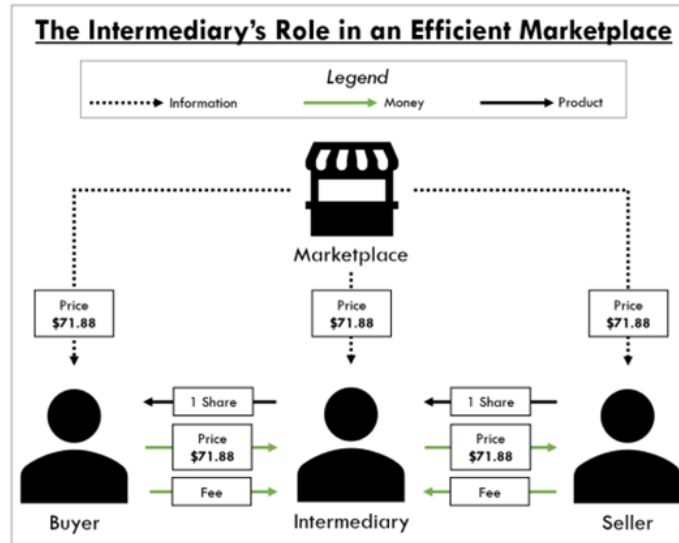 The Intermediary's Role in an Efficient Marketplace
Legend
Information
Money
Product
Marketplace
Price
$71.88
Price
$71.88
Price
$71.88
1 Share
1 Share
Price
$71.88
Price
$71.88
Fee
Fee
Buyer
Intermediary
Seller